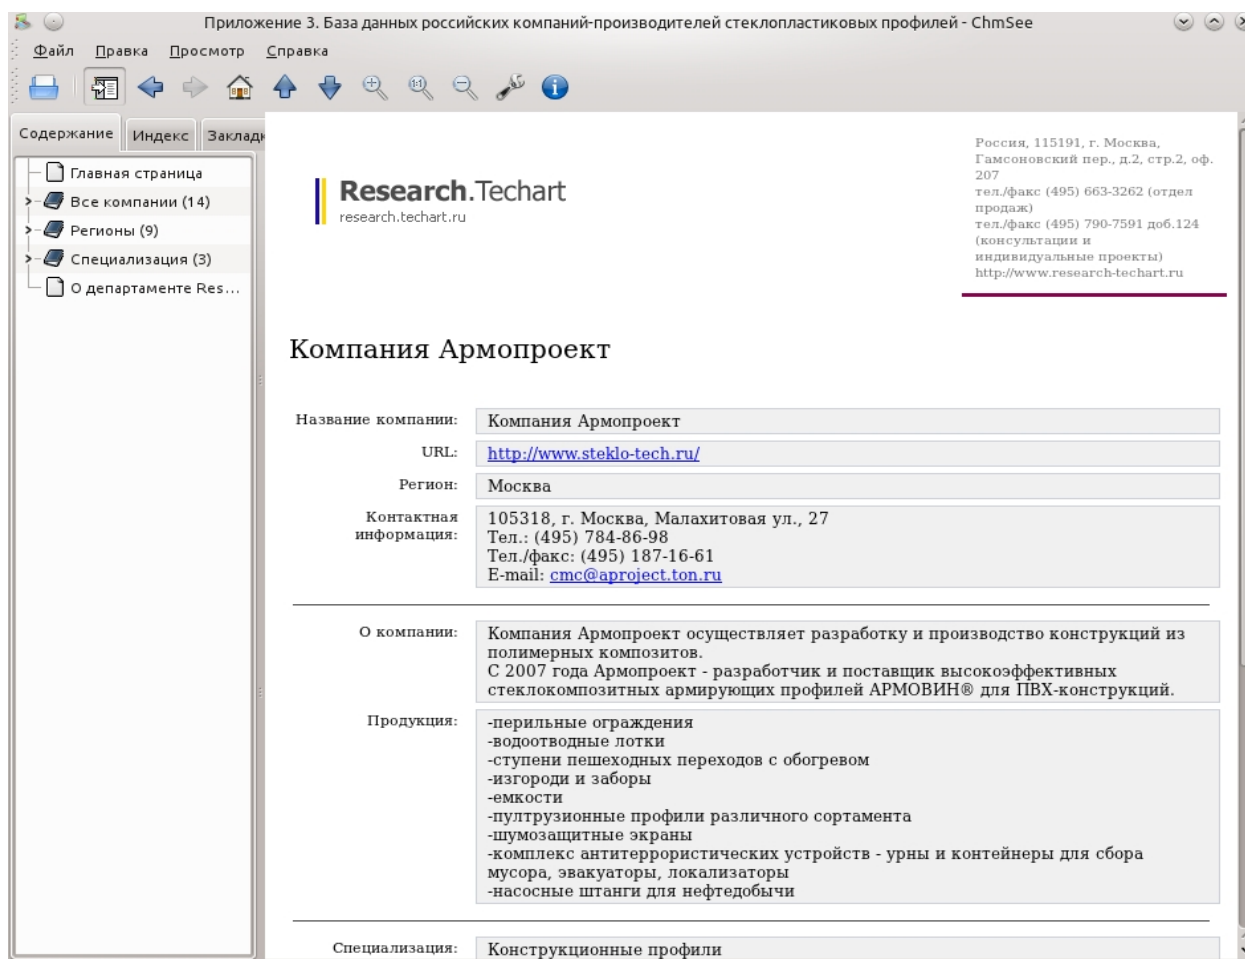 Приложение 3. База данных российских компаний-производителей стеклопластиковых профилей - ChmSee
Файл Правка Просмотр Справка
Содержание Индекс Закладк
Главная страница
Все компании (14)
Регионы (9)
Специализация (3)
О департаменте Res...
Research.Techart
research.techart.ru
Россия, 115191, г. Москва,
Гамсоновский пер., д.2, стр.2, оф.
207
тел./факс (495) 663-3262 (отдел
продаж)
тел./факс (495) 790-7591 доб.124
(консультации и
индивидуальные проекты)
http://www.research-techart.ru
Компания Армопроект
Название компании: Компания Армопроект
URL: http://www.steklo-tech.ru/
Регион: Москва
Контактная
информация:
105318, г. Москва, Малахитовая ул., 27
Тел.: (495) 784-86-98
Тел./факс: (495) 187-16-61
E-mail: cmc@aproject.ton.ru
О компании: Компания Армопроект осуществляет разработку и производство конструкций из
полимерных композитов.
С 2007 года Армопроект - разработчик и поставщик высокоэффективных
стеклокомпозитных армирующих профилей АРМОВИН® для ПВХ-конструкций.
Продукция: -перильные ограждения
-водоотводные лотки
-ступени пешеходных переходов с обогревом
-изгороди и заборы
-емкости
-пултрузионные профили различного сортамента
-шумозащитные экраны
-комплекс антитеррористических устройств - урны и контейнеры для сбора
мусора, эвакуаторы, локализаторы
-насосные штанги для нефтедобычи
Специализация: Конструкционные профили